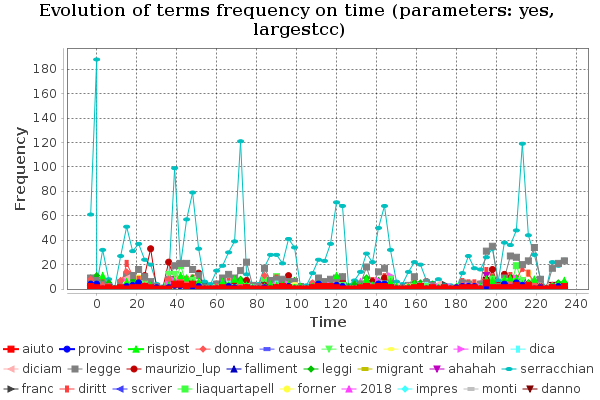 Evolution of terms frequency on time (parameters: yes,
largestcc)
Frequency
180
160
140
120
100
80
60
40
20
0
0 20 40 60 80 100 120 140 160 180 200 220 240
Time
aiuto provinc rispost donna causa tecnic contrar milan dica
diciam legge maurizio_lup falliment leggi migrant ahahah serracchian
franc diritt scriver liaquartapell forner 2018 impres monti danno